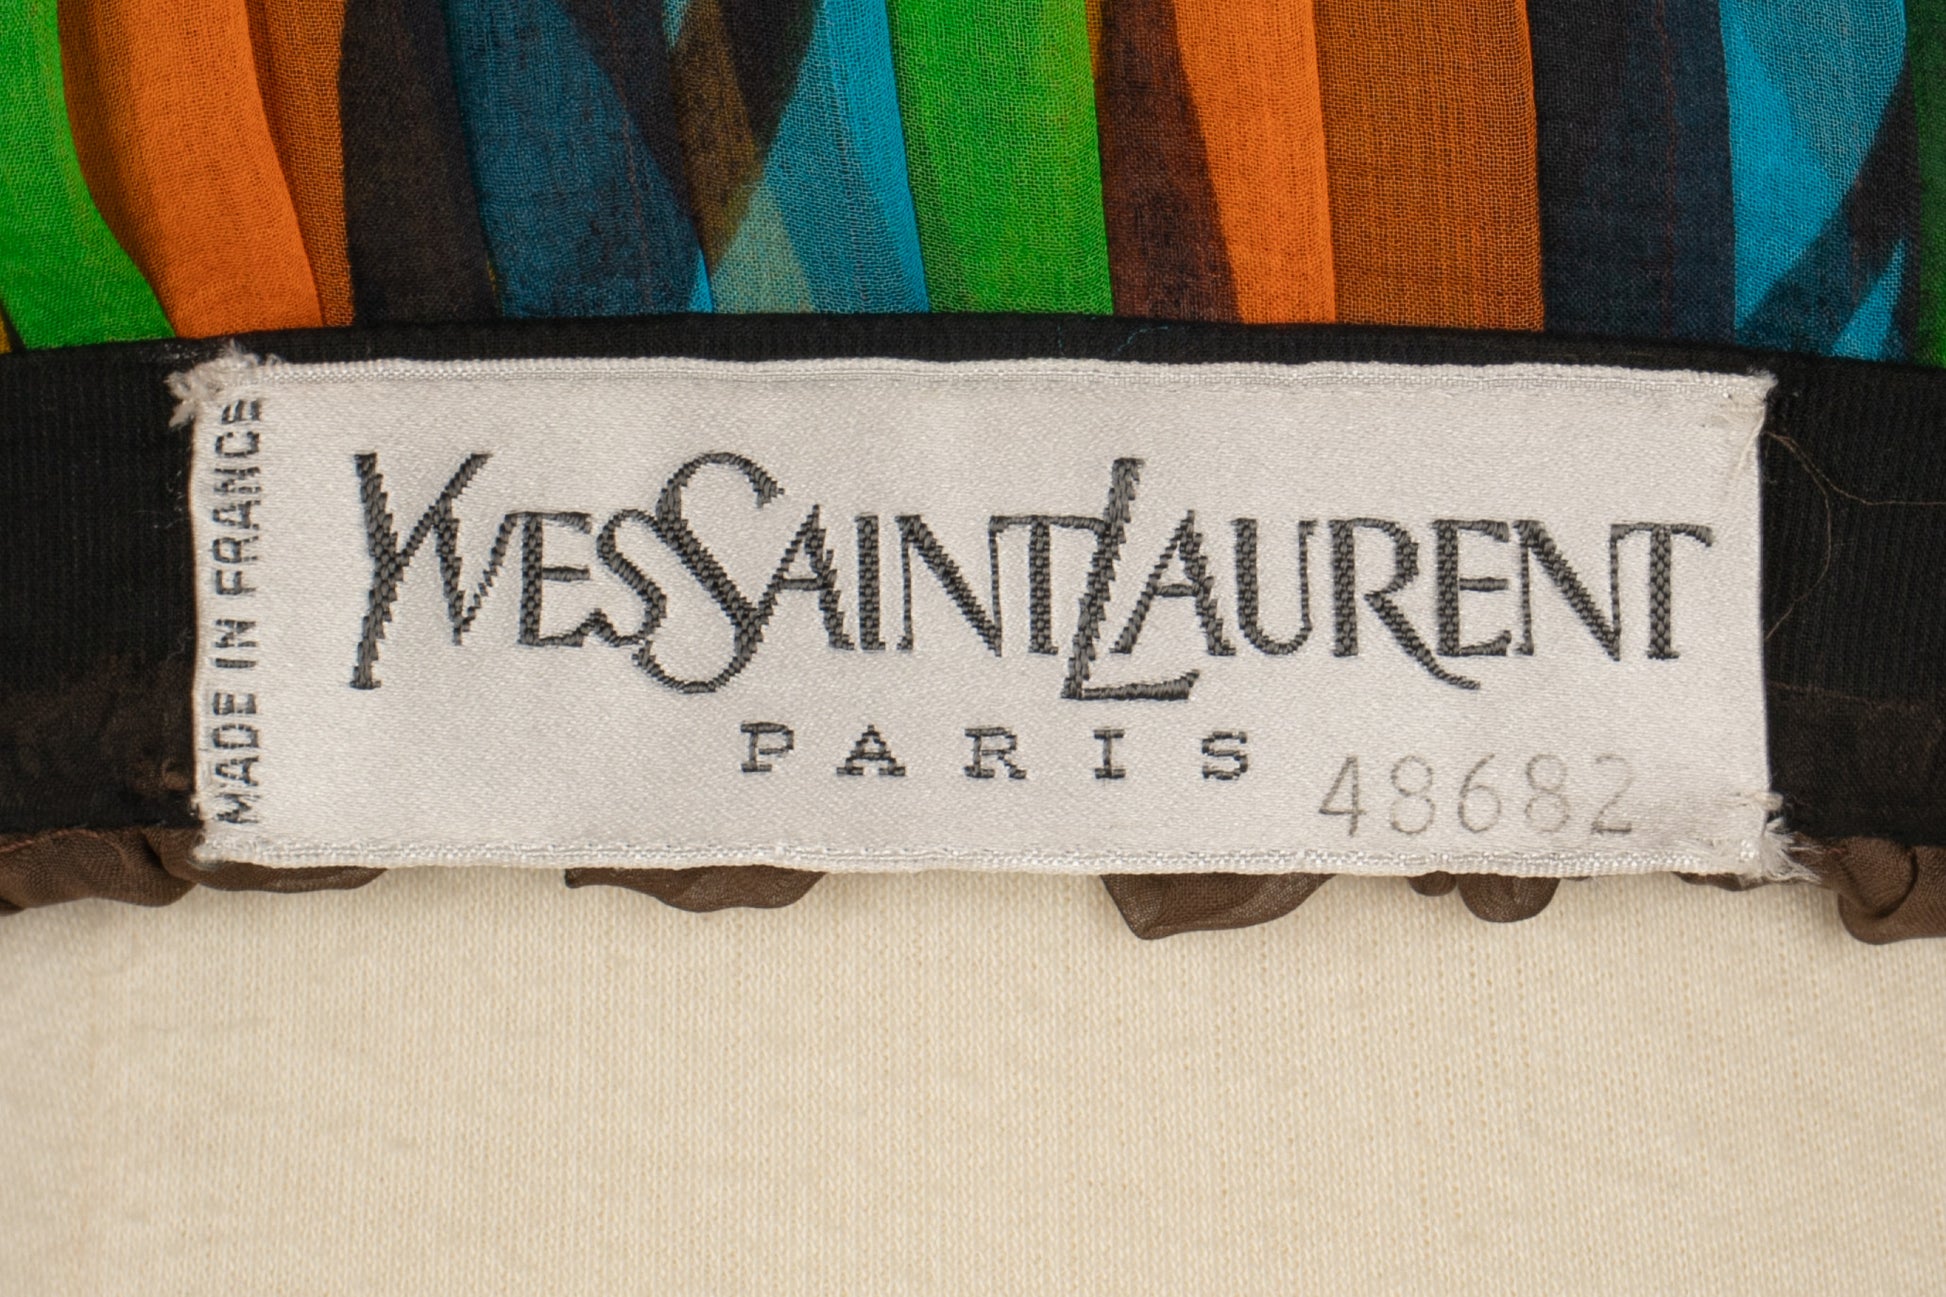 MADE IN FRANCE
YVES SAINT LAURENT
PARIS
48682